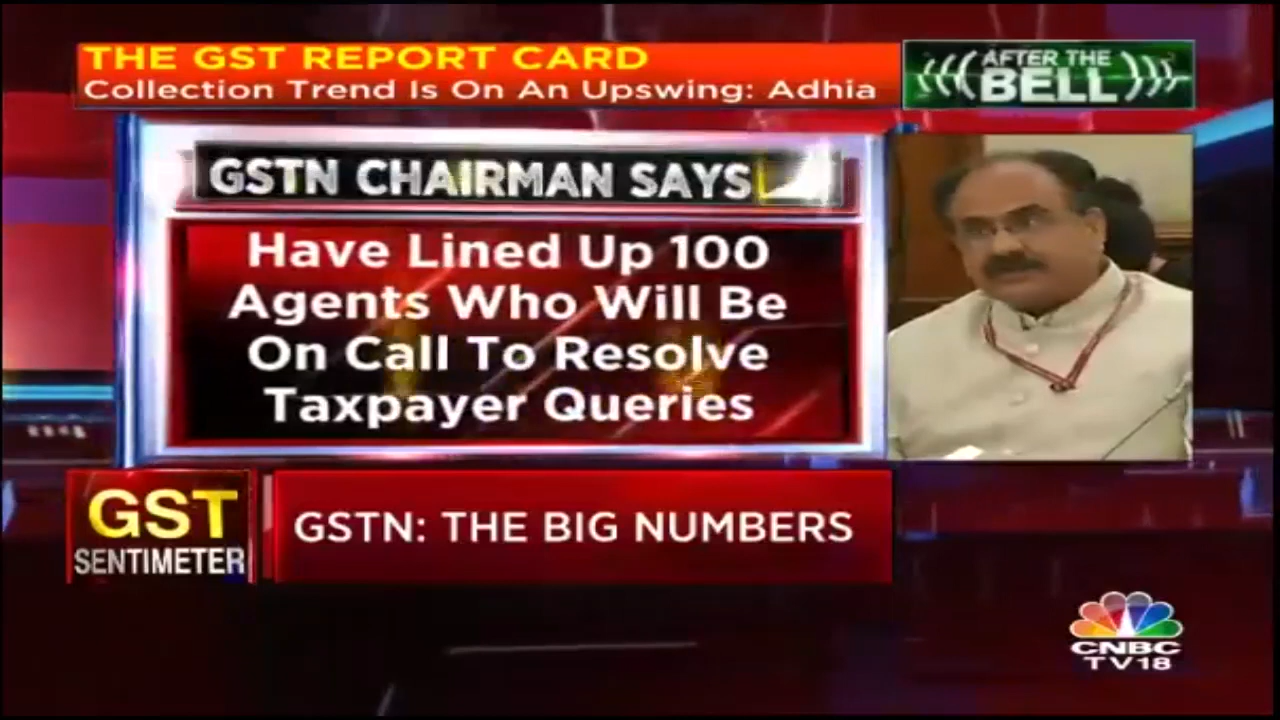 THE GST REPORT CARD
Collection Trend Is On An Upswing: Adhia
AFTER THE
BELL
GSTN CHAIRMAN SAYS
Have Lined Up 100
Agents Who Will Be
On Call To Resolve
Taxpayer Queries
GST
SENTIMETER
GSTN: THE BIG NUMBERS
CNBC
TV18